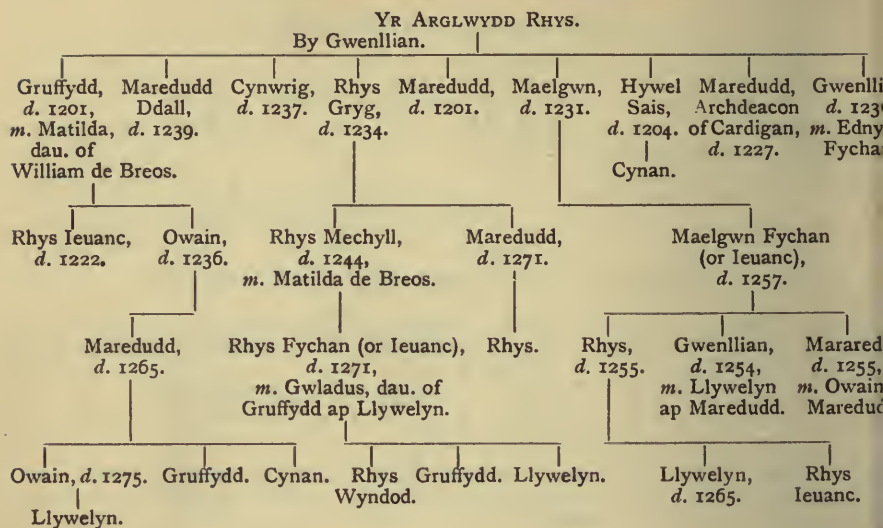 YR ARGLWYDD RHYS.
By Gwenllian.
Gruffydd, Maredudd Cynwrig, Rhys Maredudd, Maelgwn, Hywel Maredudd, Gwenlli
d. 1201, Ddall, d. 1237. Gryg, d. 1201. d. 1231. Sais, Archdeacon d. 123
m. Matilda, d. 1239. d. 1234. d. 1204. of Cardigan, m. Edny
dau. of d. 1227. Fycha
William de Breos. Cynan.
Rhys Ieuanc, Owain, Rhys Mechyll, Maredudd, Maelgwn Fychan
d. 1222. d. 1236. d. 1244, d. 1271. (or Ieuanc),
m. Matilda de Breos. d. 1257.
Maredudd, Rhys Fychan (or Ieuanc), Rhys. Rhys, Gwenllian, Marared
d. 1265. d. 1271, d. 1255. d. 1254, d. 1255,
m. Gwladus, dau. of m. Llywelyn m. Owain
Gruffydd ap Llywelyn. ap Maredudd. Maredud
Owain, d. 1275. Gruffydd. Cynan. Rhys Gruffydd. Llywelyn. Llywelyn, Rhys
Wyndod. d. 1265. Ieuanc.
Llywelyn.